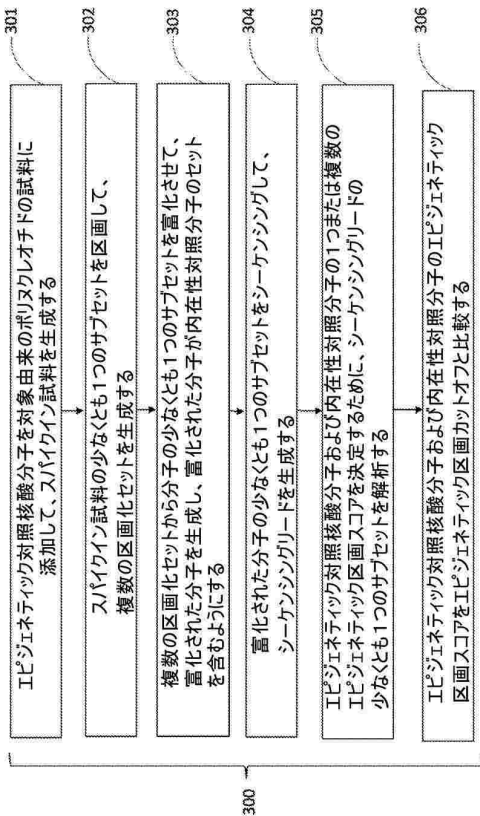 300
301
エピジェネティック対照核酸分子を対象由来のポリヌクレオチドの試料に
添加して、スパイクイン試料を生成する
302
スパイクイン試料の少なくとも1つのサブセットを区画して、
複数の区画化セットを生成する
303
複数の区画化セットから分子の少なくとも1つのサブセットを富化させて、
富化された分子を生成し、富化された分子が内在性対照分子のセット
を含むようにする
304
富化された分子の少なくとも1つのサブセットをシーケンシングして、
シーケンシングリードを生成する
305
エピジェネティック対照核酸分子および内在性対照分子の1つまたは複数の
エピジェネティック区画スコアを決定するために、シーケンシングリードの
少なくとも1つのサブセットを解析する
306
エピジェネティック対照核酸分子および内在性対照分子のエピジェネティック
区画スコアをエピジェネティック区画カットオフと比較する